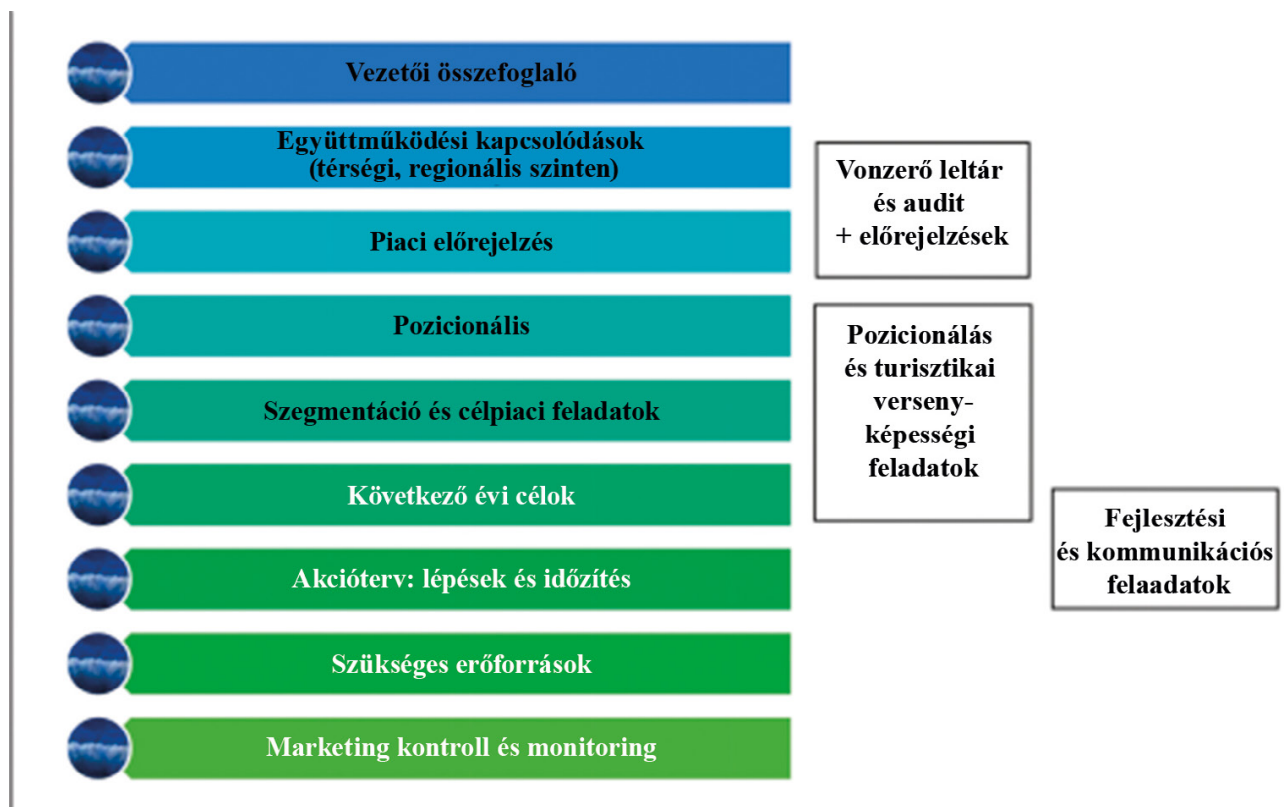 Vezetői összefoglaló
Együttműködési kapcsolódások
(térségi, regionális szinten)
Piaci előrejelzés
Pozicionális
Szegmentáció és célpiaci feladatok
Következő évi célok
Akcióterv: lépések és időzítés
Szükséges erőforrások
Marketing kontroll és monitoring
Vonzerő leltár
és audit
+ előrejelzések
Pozicionálás
és turisztikai
verseny-
képességi
feladatok
Fejlesztési
és kommunikációs
felaadatok